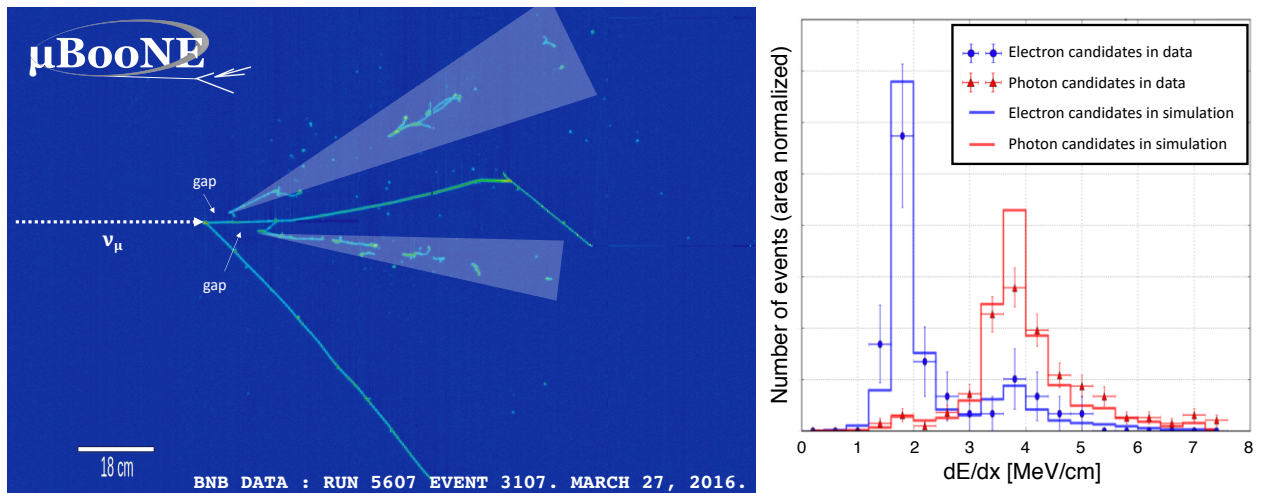 μBooNE
gap
ν_μ
gap
18 cm
BNB DATA : RUN 5607 EVENT 3107. MARCH 27, 2016.
Number of events (area normalized)
Electron candidates in data
Photon candidates in data
Electron candidates in simulation
Photon candidates in simulation
0 1 2 3 4 5 6 7 8
dE/dx [MeV/cm]